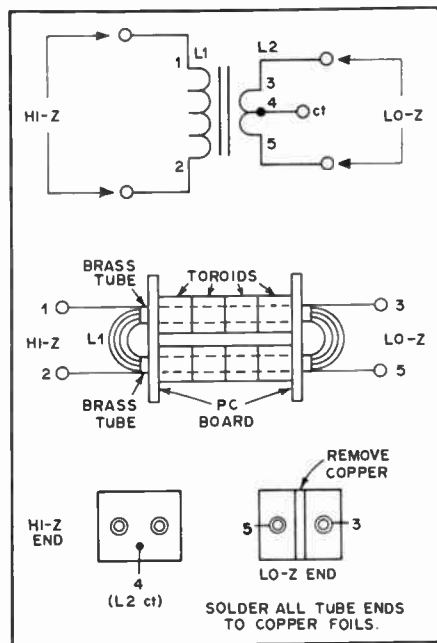 L1
L2
1
3
HI-Z
4
ct
LO-Z
5
2
BRASS
TUBE
TOROIDS
1
3
L1
HI-Z
LO-Z
2
5
BRASS
TUBE
PC
BOARD
REMOVE
COPPER
HI-Z
END
5
3
4
(L2 ct)
LO-Z END
SOLDER ALL TUBE ENDS
TO COPPER FOILS.